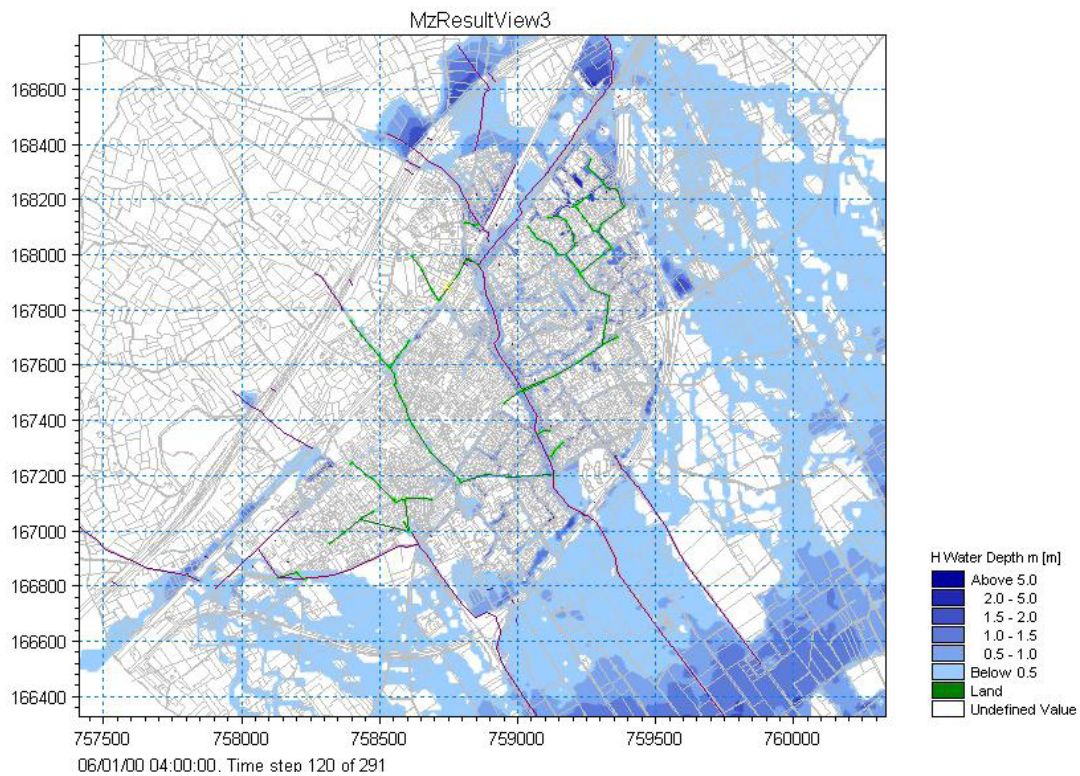 MzResultView3
168600
168400
168200
168000
167800
167600
167400
167200
167000
166800
166600
166400
757500 758000 758500 759000 759500 760000
06/01/00 04:00:00, Time step 120 of 291
H Water Depth m [m]
Above 5.0
2.0 - 5.0
1.5 - 2.0
1.0 - 1.5
0.5 - 1.0
Below 0.5
Land
Undefined Value